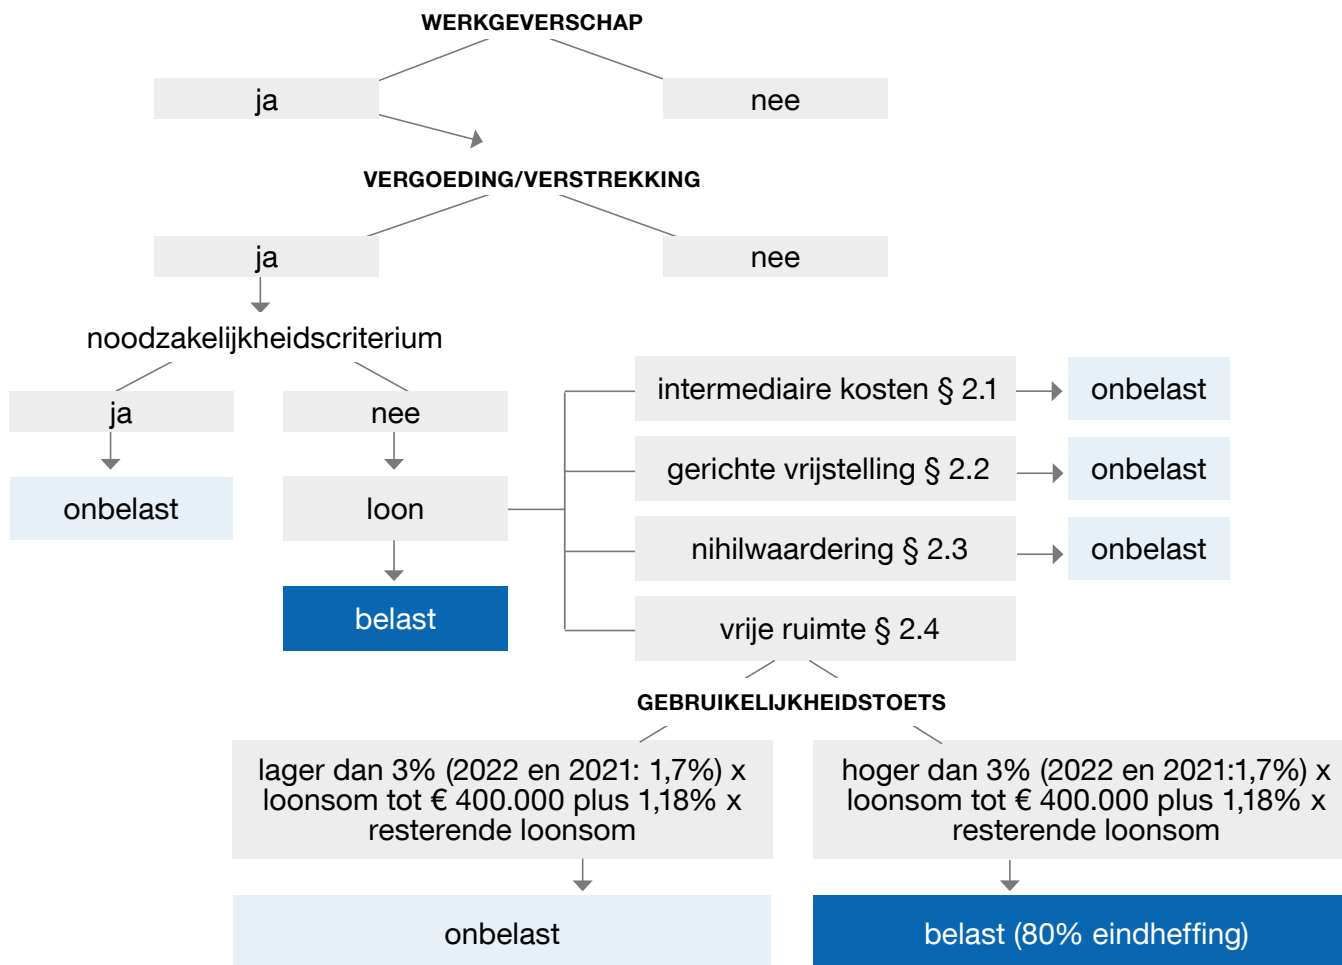 WERKGEVERSCHAP
ja
nee
VERGOEDING/VERSTREKKING
ja
nee
noodzakelijkheidscriterium
ja
nee
onbelast
loon
belast
intermediaire kosten § 2.1
onbelast
gerichte vrijstelling § 2.2
onbelast
nihilwaardering § 2.3
onbelast
vrije ruimte § 2.4
GEBRUIKELIJKHEIDSTOETS
lager dan 3% (2022 en 2021: 1,7%) x
loonsom tot € 400.000 plus 1,18% x
resterende loonsom
hoger dan 3% (2022 en 2021:1,7%) x
loonsom tot € 400.000 plus 1,18% x
resterende loonsom
onbelast
belast (80% eindheffing)